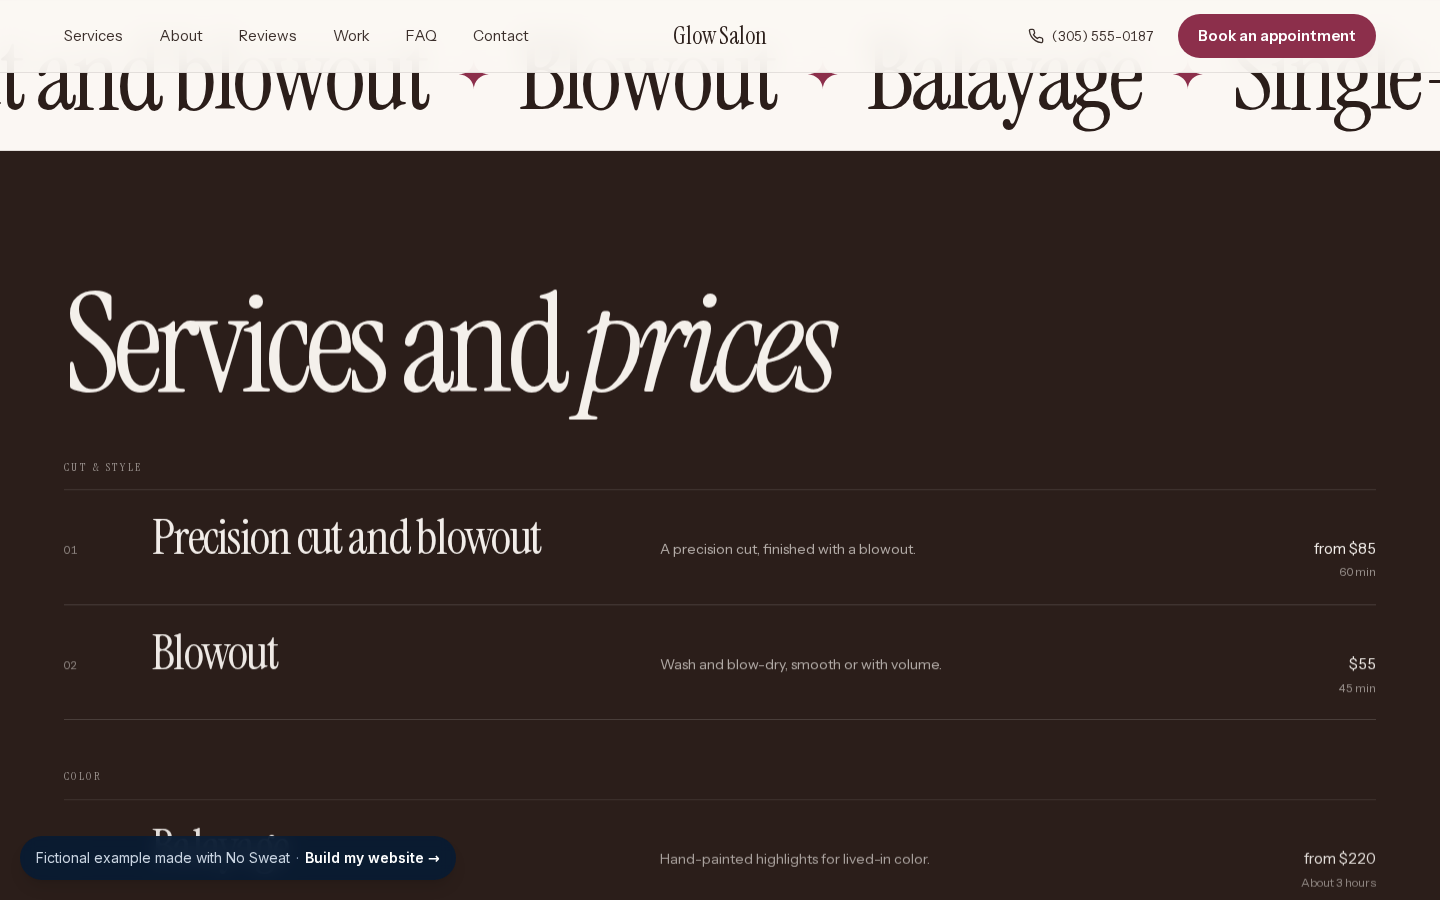 Services About Reviews Work FAQ Contact Glow Salon (305) 555-0187 Book an appointment
t and blowout ✦ Blowout ✦ Balayage ✦ Single-
Services and prices
CUT & STYLE
01 Precision cut and blowout A precision cut, finished with a blowout. from $85
60 min
02 Blowout Wash and blow-dry, smooth or with volume. $55
45 min
COLOR
Hand-painted highlights for lived-in color. from $220
About 3 hours
Fictional example made with No Sweat · Build my website →